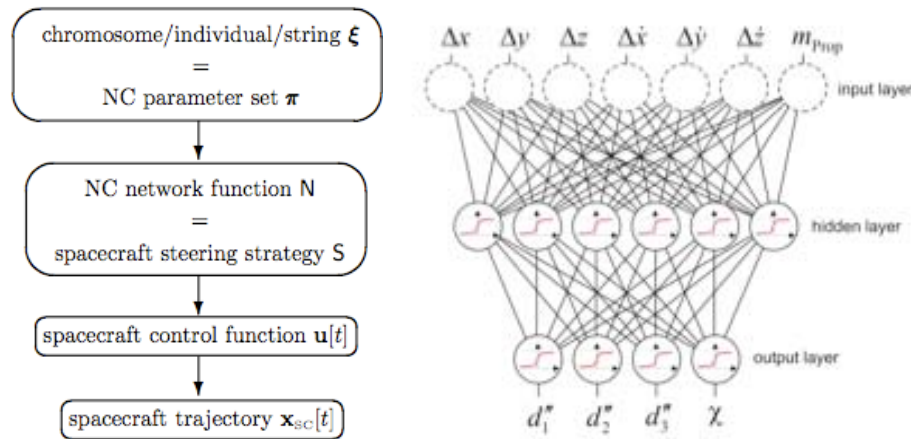 chromosome/individual/string ξ
=
NC parameter set π
NC network function N
=
spacecraft steering strategy S
spacecraft control function u[t]
spacecraft trajectory x_SC[t]
Δx Δy Δz Δẋ Δẏ Δż m_Prop
input layer
hidden layer
output layer
d₁‴ d₂‴ d₃‴ χ